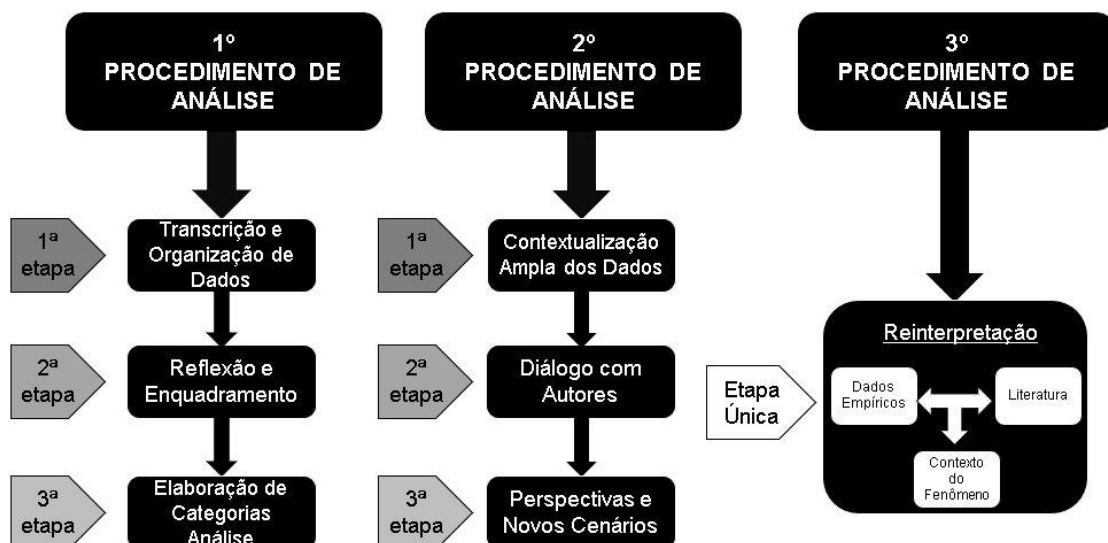 1º
PROCEDIMENTO DE
ANÁLISE
1ª
etapa
Transcrição e
Organização de
Dados
2ª
etapa
Reflexão e
Enquadramento
3ª
etapa
Elaboração de
Categorias
Análise
2º
PROCEDIMENTO DE
ANÁLISE
1ª
etapa
Contextualização
Ampla dos Dados
2ª
etapa
Diálogo com
Autores
3ª
etapa
Perspectivas e
Novos Cenários
3º
PROCEDIMENTO DE
ANÁLISE
Etapa
Única
Reinterpretação
Dados
Empíricos
Literatura
Contexto
do
Fenômeno